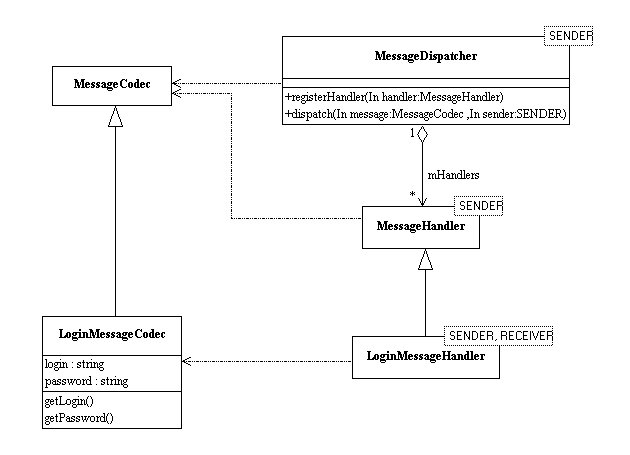 SENDER
MessageDispatcher
MessageCodec
+registerHandler(In handler:MessageHandler)
+dispatch(In message:MessageCodec ,In sender:SENDER)
1
mHandlers
*
SENDER
MessageHandler
LoginMessageCodec
login : string
password : string
getLogin()
getPassword()
SENDER, RECEIVER
LoginMessageHandler